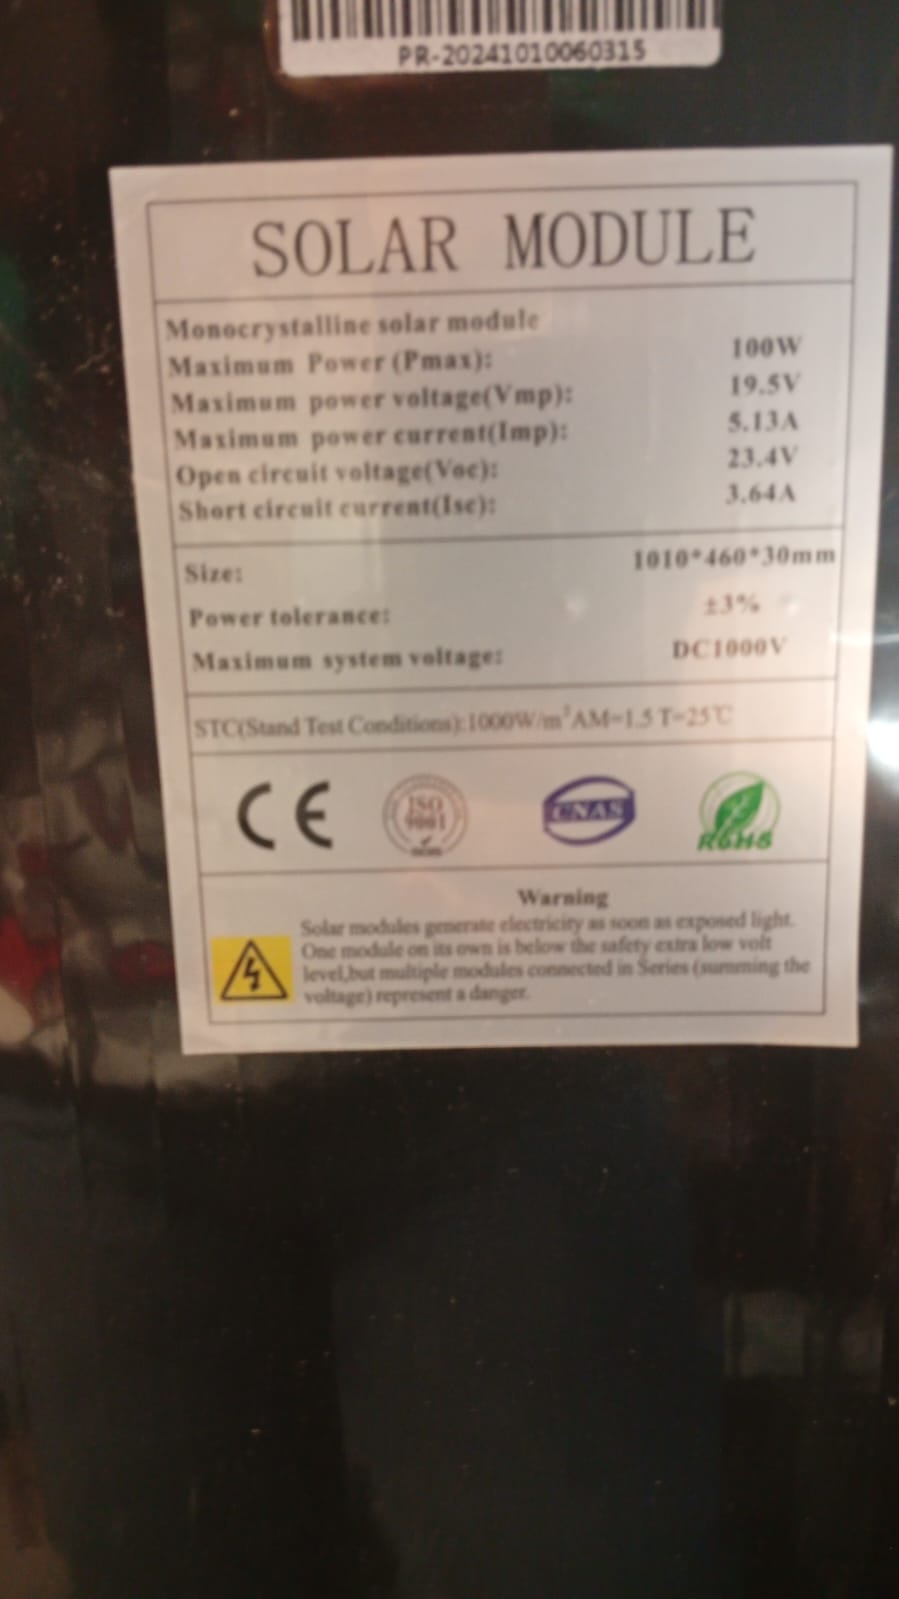 PR-20241010060315
SOLAR MODULE
Monocrystalline solar module
Maximum Power (Pmax): 100W
Maximum power voltage(Vmp): 19.5V
Maximum power current(Imp): 5.13A
Open circuit voltage(Voc): 23.4V
Short circuit current(Isc): 3.64A
Size: 1010*460*30mm
Power tolerance: ±3%
Maximum system voltage: DC1000V
STC(Stand Test Conditions):1000W/m² AM=1.5 T=25℃
CE ISO 9001 CNAS RoHS
Warning
Solar modules generate electricity as soon as exposed light.
One module on its own is below the safety extra low volt
level,but multiple modules connected in Series (summing the
voltage) represent a danger.